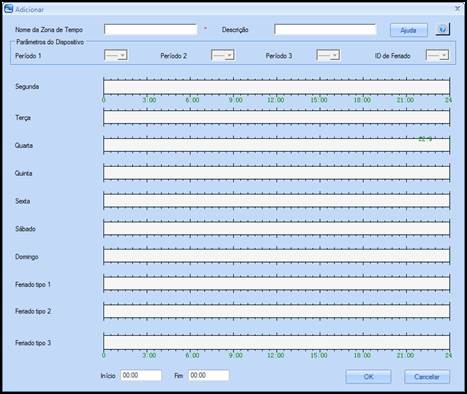 Adicionar
Nome da Zona de Tempo * Descrição Ajuda
Parâmetros do Dispositivo
Período 1 Período 2 Período 3 ID de Feriado
Segunda
0 3:00 6:00 9:00 12:00 15:00 18:00 21:00 24
Terça
Quarta
Quinta
Sexta
Sábado
Domingo
Feriado tipo 1
Feriado tipo 2
Feriado tipo 3
0 3:00 6:00 9:00 12:00 15:00 18:00 21:00 24
Início 00:00 Fim 00:00 OK Cancelar